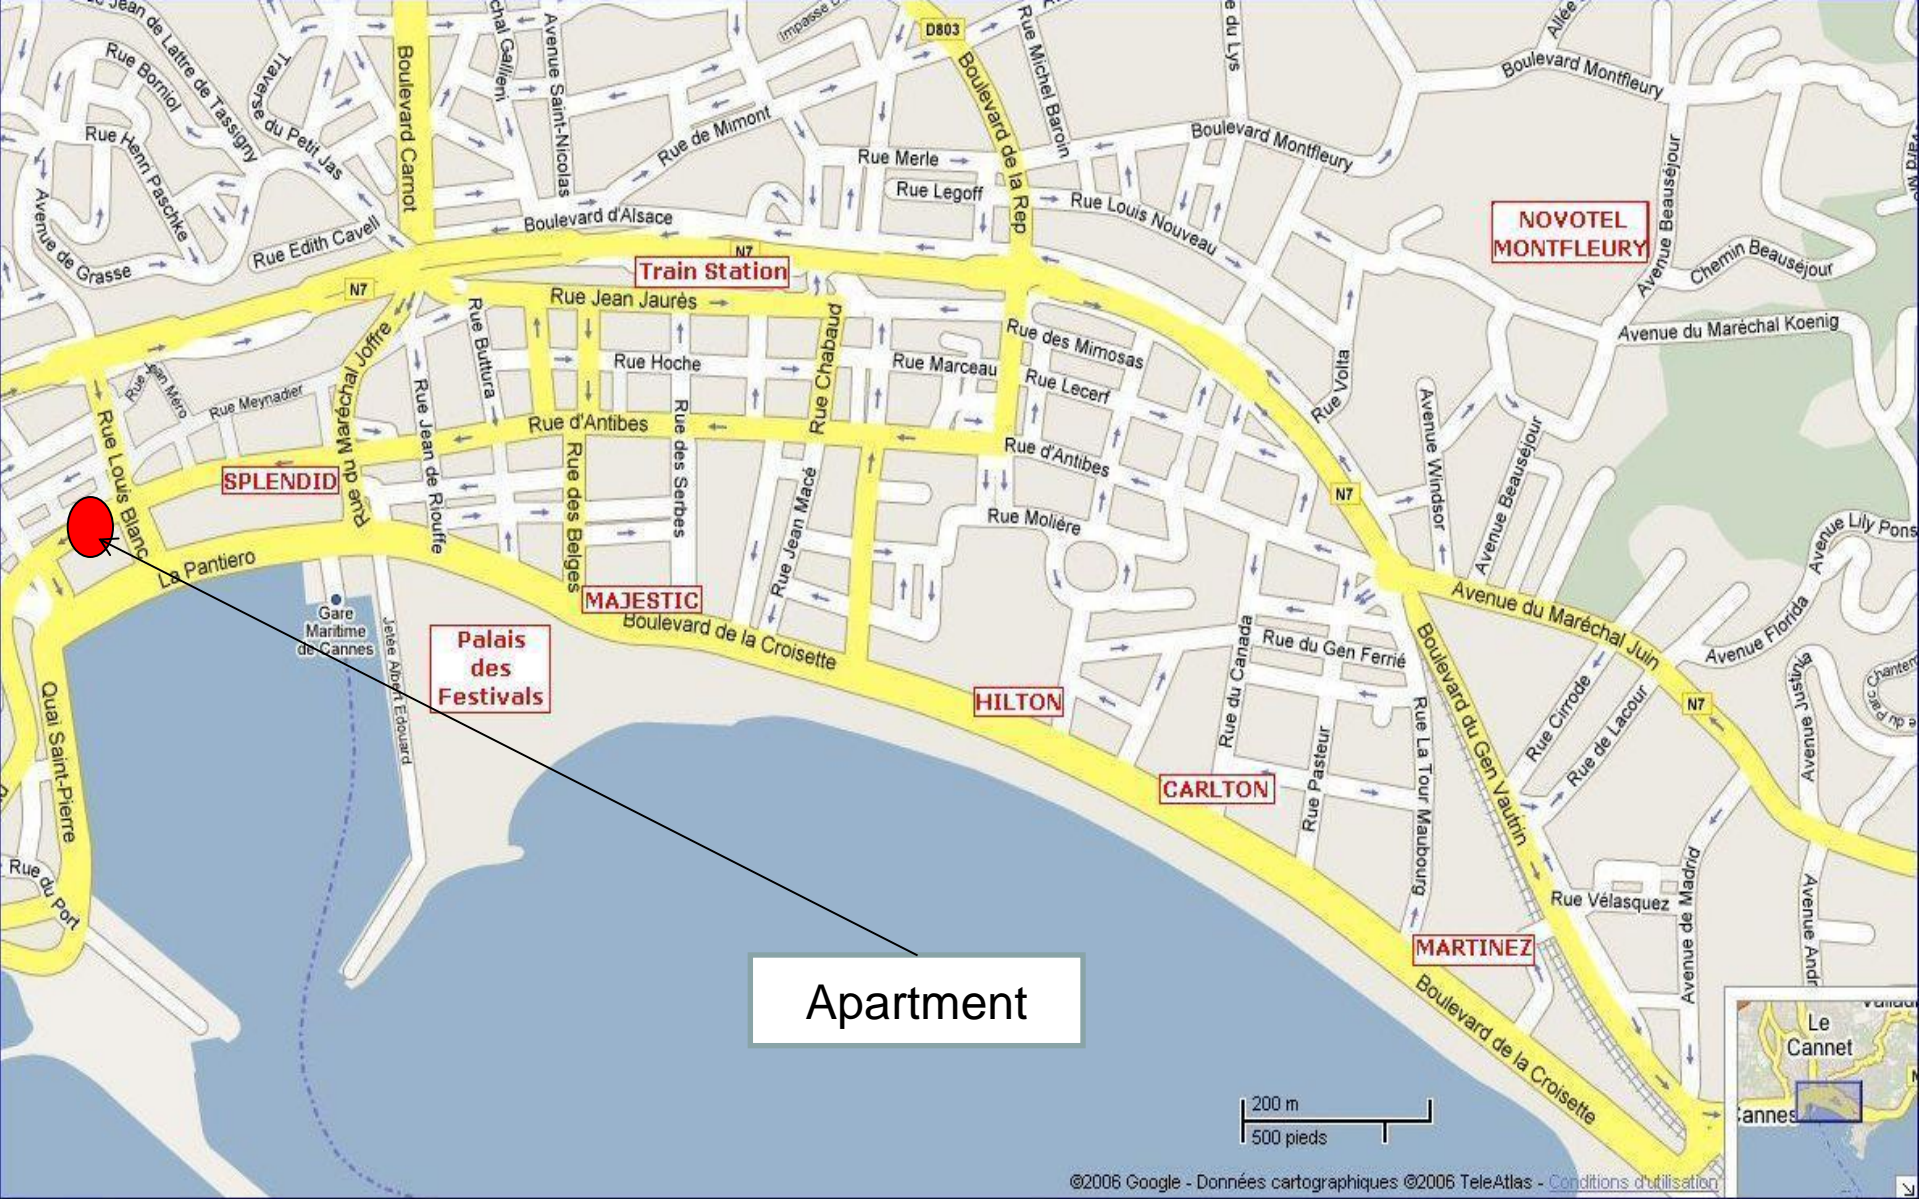 Jean de Lattre de Tassigny
Rue Borniol
Traverse du Petit Jas
Rue Henri Paschke
Avenue de Grasse
Rue Edith Cavell
Boulevard Carnot
Avenue Saint-Nicolas
Impasse
D803
Boulevard de la Rep
Rue Michel Baroin
Rue de Mimont
Rue Merle
Rue Legoff
Rue Louis Nouveau
Boulevard Montfleury
Boulevard Montfleury
Boulevard d'Alsace
N7
N7
Train Station
NOVOTEL
MONTFLEURY
Avenue Beauséjour
Chemin Beauséjour
Avenue du Maréchal Koenig
Rue Jean Jaurès
Rue Buttura
Rue Hoche
Rue Chabaud
Rue Marceau
Rue des Mimosas
Rue Lecerf
Rue Volta
Rue Jean Méro
Rue Meynadier
Rue du Maréchal Joffre
Rue Jean de Riouffe
Rue d'Antibes
Rue d'Antibes
Rue des Serbes
Rue des Belges
Rue Jean Macé
Rue Molière
Avenue Windsor
Avenue Beauséjour
N7
Avenue Lily Pons
Rue Louis Blanc
SPLENDID
La Pantiero
Gare
Maritime
de Cannes
Jetée Albert Edouard
Palais
des
Festivals
MAJESTIC
Boulevard de la Croisette
HILTON
CARLTON
MARTINEZ
Rue du Canada
Rue du Gen Ferrié
Rue Pasteur
Rue La Tour Maubourg
Boulevard du Gen Vautrin
Avenue du Maréchal Juin
Avenue Florida
N7
Rue Cirrode
Rue de Lacour
Avenue Justinia
Rue Vélasquez
Avenue de Madrid
Quai Saint-Pierre
Rue du Port
Apartment
Boulevard de la Croisette
Le
Cannet
200 m
500 pieds
©2006 Google - Données cartographiques ©2006 TeleAtlas - Conditions d'utilisation